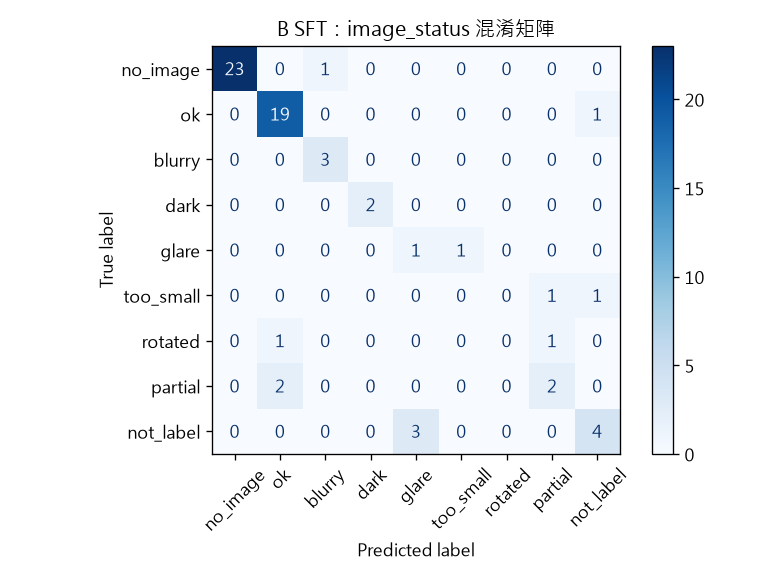 B SFT：image_status 混淆矩陣
no_image 23 0 1 0 0 0 0 0 0
ok 0 19 0 0 0 0 0 0 1
blurry 0 0 3 0 0 0 0 0 0
dark 0 0 0 2 0 0 0 0 0
glare 0 0 0 0 1 1 0 0 0
too_small 0 0 0 0 0 0 0 1 1
rotated 0 1 0 0 0 0 0 1 0
partial 0 2 0 0 0 0 0 2 0
not_label 0 0 0 0 3 0 0 0 4
True label
no_image ok blurry dark glare too_small rotated partial not_label
Predicted label
20
15
10
5
0